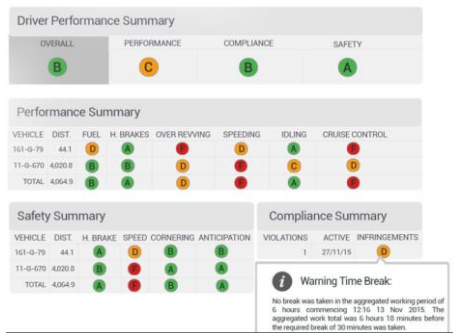 Driver Performance Summary
OVERALL PERFORMANCE COMPLIANCE SAFETY
B C B A
Performance Summary
VEHICLE DIST. FUEL H. BRAKES OVER REVVING SPEEDING IDLING CRUISE CONTROL
161-G-79 44.1 D A F D A F
11-G-670 4,020.8 B B D F C D
TOTAL 4,064.9 B A D F A F
Safety Summary
VEHICLE DIST. H. BRAKE SPEED CORNERING ANTICIPATION
161-G-79 44.1 A D B B
11-G-670 4,020.8 B F A A
TOTAL 4,064.9 A F B A
Compliance Summary
VIOLATIONS ACTIVE INFRINGEMENTS
1 27/11/15 D
i Warning Time Break:
No break was taken in the aggregated working period of
6 hours commencing 12:16 13 Nov 2015. The
aggregated work total was 6 hours 10 minutes before
the required break of 30 minutes was taken.